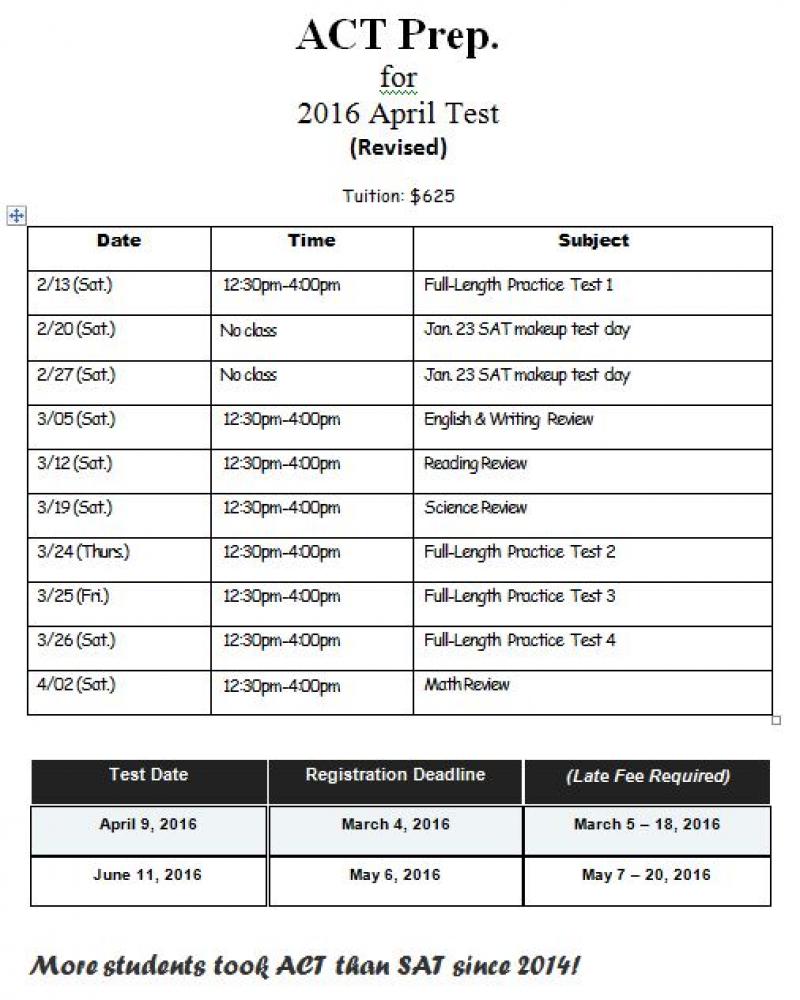 ACT Prep.
for
2016 April Test
(Revised)
Tuition: $625
Date Time Subject
2/13 (Sat.) 12:30pm-4:00pm Full-Length Practice Test 1
2/20 (Sat.) No class Jan. 23 SAT makeup test day
2/27 (Sat.) No class Jan. 23 SAT makeup test day
3/05 (Sat.) 12:30pm-4:00pm English & Writing Review
3/12 (Sat.) 12:30pm-4:00pm Reading Review
3/19 (Sat.) 12:30pm-4:00pm Science Review
3/24 (Thurs.) 12:30pm-4:00pm Full-Length Practice Test 2
3/25 (Fri.) 12:30pm-4:00pm Full-Length Practice Test 3
3/26 (Sat.) 12:30pm-4:00pm Full-Length Practice Test 4
4/02 (Sat.) 12:30pm-4:00pm Math Review
Test Date Registration Deadline (Late Fee Required)
April 9, 2016 March 4, 2016 March 5 – 18, 2016
June 11, 2016 May 6, 2016 May 7 – 20, 2016
More students took ACT than SAT since 2014!